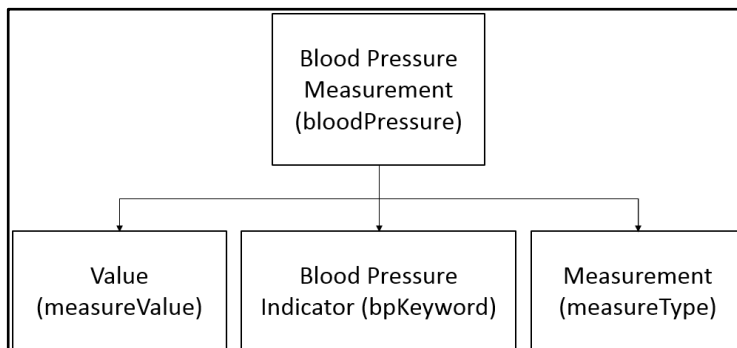 Blood Pressure
Measurement
(bloodPressure)
Value
(measureValue)
Blood Pressure
Indicator (bpKeyword)
Measurement
(measureType)